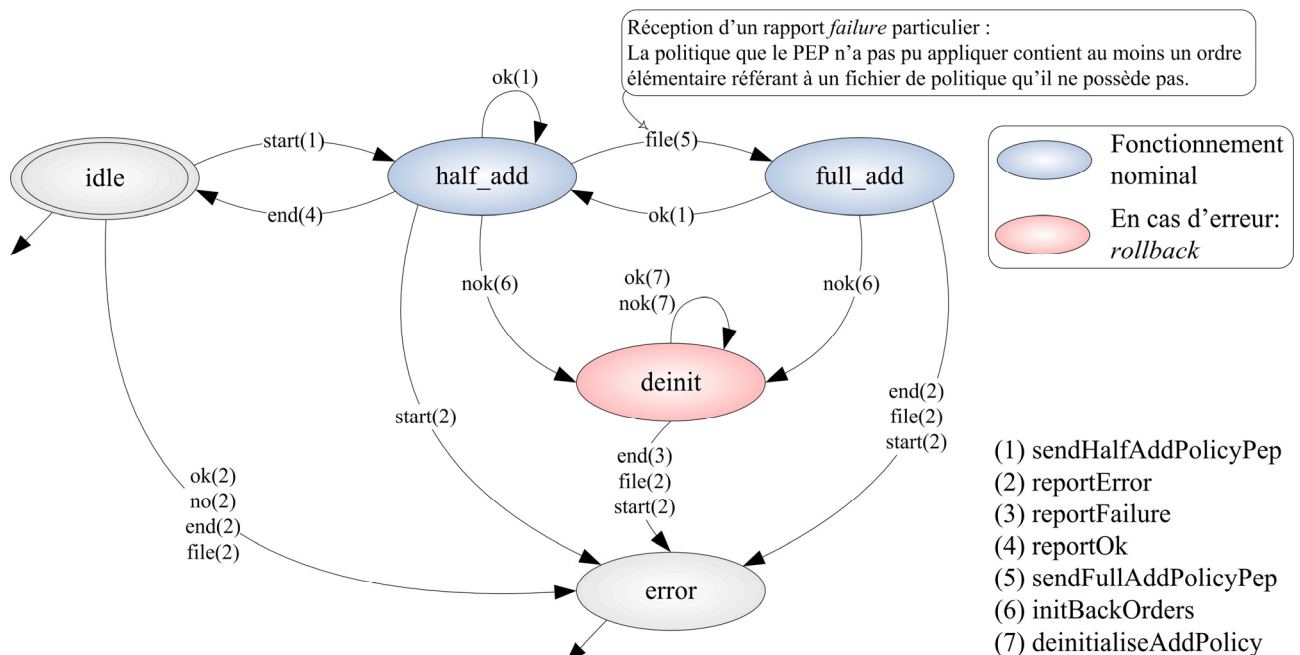 Réception d'un rapport failure particulier :
La politique que le PEP n'a pas pu appliquer contient au moins un ordre
élémentaire référant à un fichier de politique qu'il ne possède pas.
ok(1)
start(1)
file(5)
idle
half_add
full_add
end(4)
ok(1)
Fonctionnement
nominal
En cas d'erreur:
rollback
nok(6)
ok(7)
nok(7)
nok(6)
deinit
start(2)
end(2)
file(2)
start(2)
end(3)
file(2)
start(2)
ok(2)
no(2)
end(2)
file(2)
error
(1) sendHalfAddPolicyPep
(2) reportError
(3) reportFailure
(4) reportOk
(5) sendFullAddPolicyPep
(6) initBackOrders
(7) deinitialiseAddPolicy